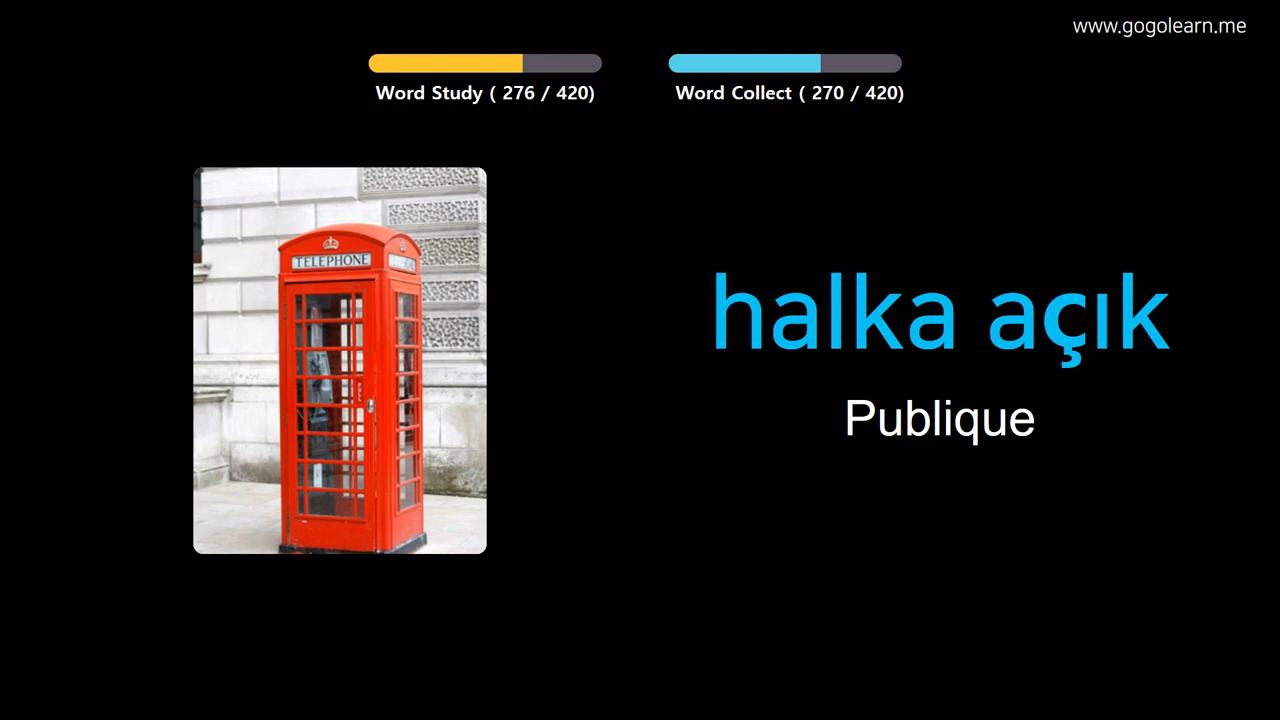 www.gogolearn.me
Word Study ( 276 / 420)
Word Collect ( 270 / 420)
TELEPHONE
halka açık
Publique